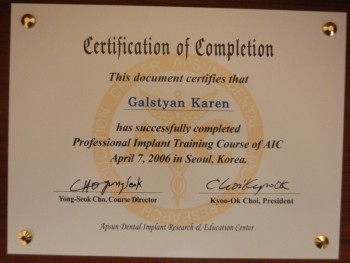 Certification of Completion
This document certifies that
Galstyan Karen
has successfully completed
Professional Implant Training Course of AIC
April 7, 2006 in Seoul, Korea.
Yong-Seok Cho, Course Director
Kyoo-Ok Choi, President
Apsun Dental Implant Research & Education Center